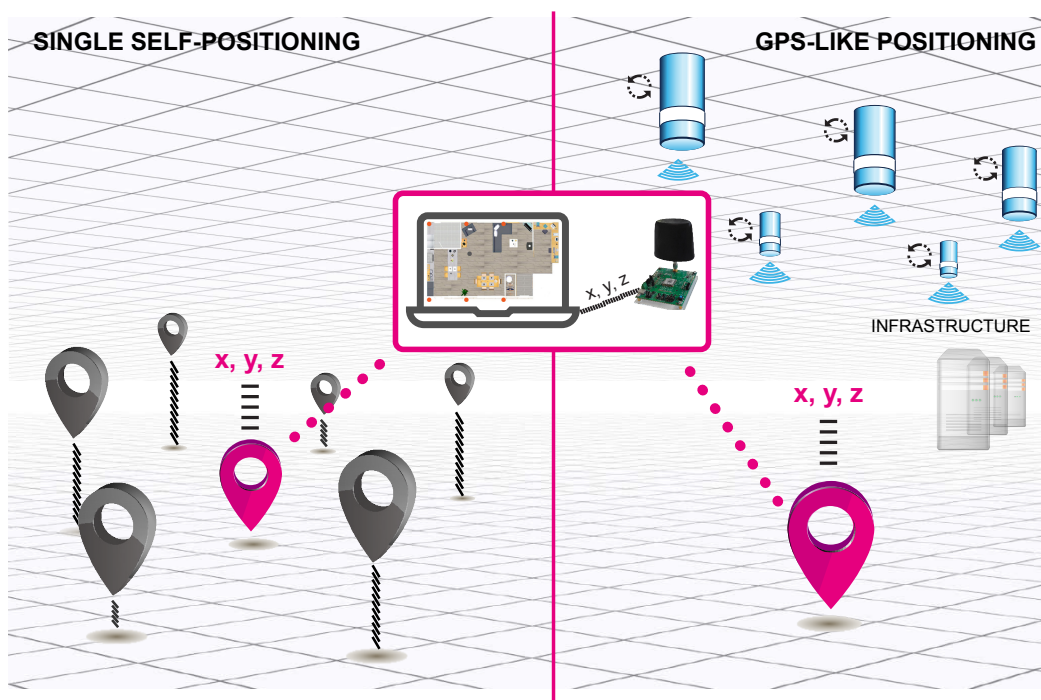 SINGLE SELF-POSITIONING
GPS-LIKE POSITIONING
x, y, z
INFRASTRUCTURE
x, y, z
x, y, z